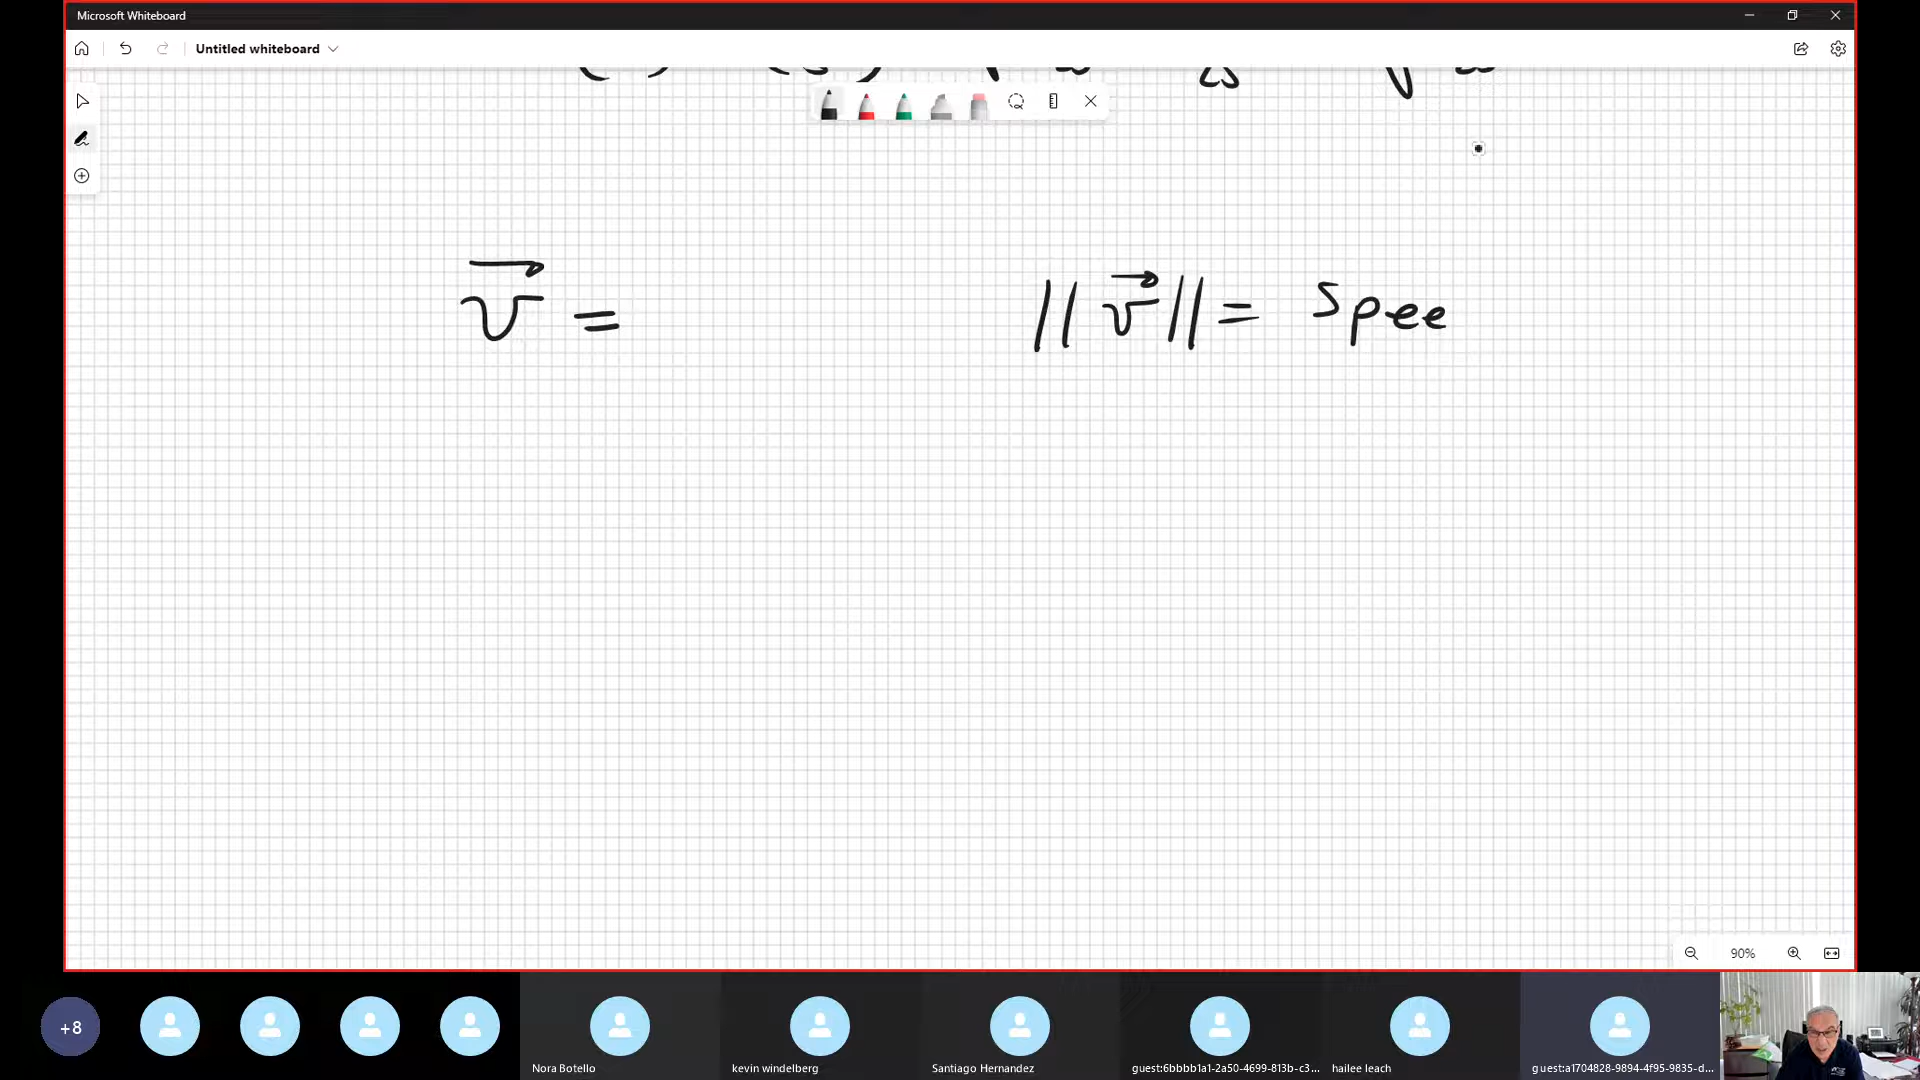 Microsoft Whiteboard
Untitled whiteboard
v⃗ =
||v⃗|| = Spee
90%
+8
Nora Botello
kevin windelberg
Santiago Hernandez
guest:6bbbb1a1-2a50-4699-813b-c3...
hailee leach
guest:a1704828-9894-4f95-9835-d...